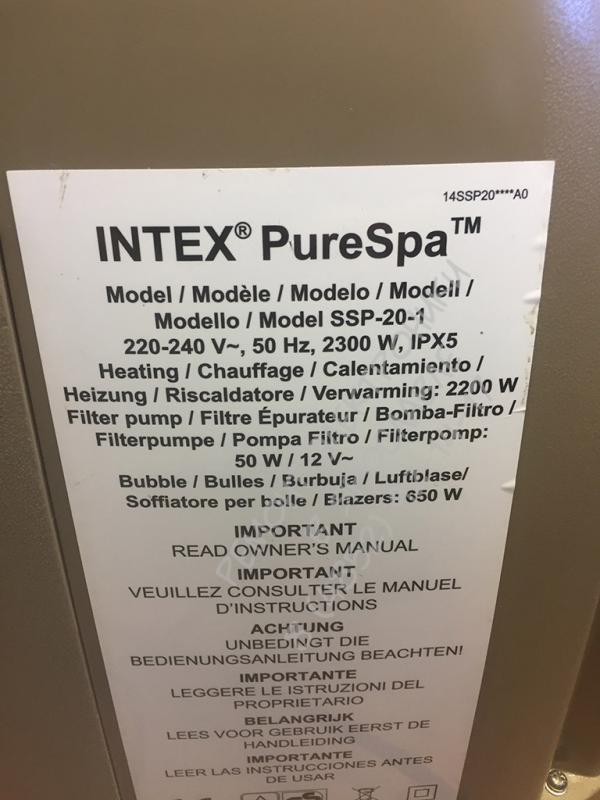 14SSP20****A0
INTEX® PureSpa™
Model / Modèle / Modelo / Modell /
Modello / Model SSP-20-1
220-240 V~, 50 Hz, 2300 W, IPX5
Heating / Chauffage / Calentamiento /
Heizung / Riscaldatore / Verwarming: 2200 W
Filter pump / Filtre Épurateur / Bomba-Filtro /
Filterpumpe / Pompa Filtro / Filterpomp:
50 W / 12 V~
Bubble / Bulles / Burbuja / Luftblase/
Soffiatore per bolle / Blazers: 650 W
IMPORTANT
READ OWNER'S MANUAL
IMPORTANT
VEUILLEZ CONSULTER LE MANUEL
D'INSTRUCTIONS
ACHTUNG
UNBEDINGT DIE
BEDIENUNGSANLEITUNG BEACHTEN!
IMPORTANTE
LEGGERE LE ISTRUZIONI DEL
PROPRIETARIO
BELANGRIJK
LEES VOOR GEBRUIK EERST DE
HANDLEIDING
IMPORTANTE
LEER LAS INSTRUCCIONES ANTES
DE USAR